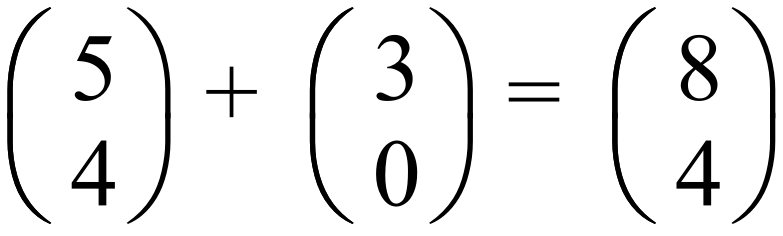 ( 5 ) + ( 3 ) = ( 8 )
( 4 ) ( 0 ) ( 4 )